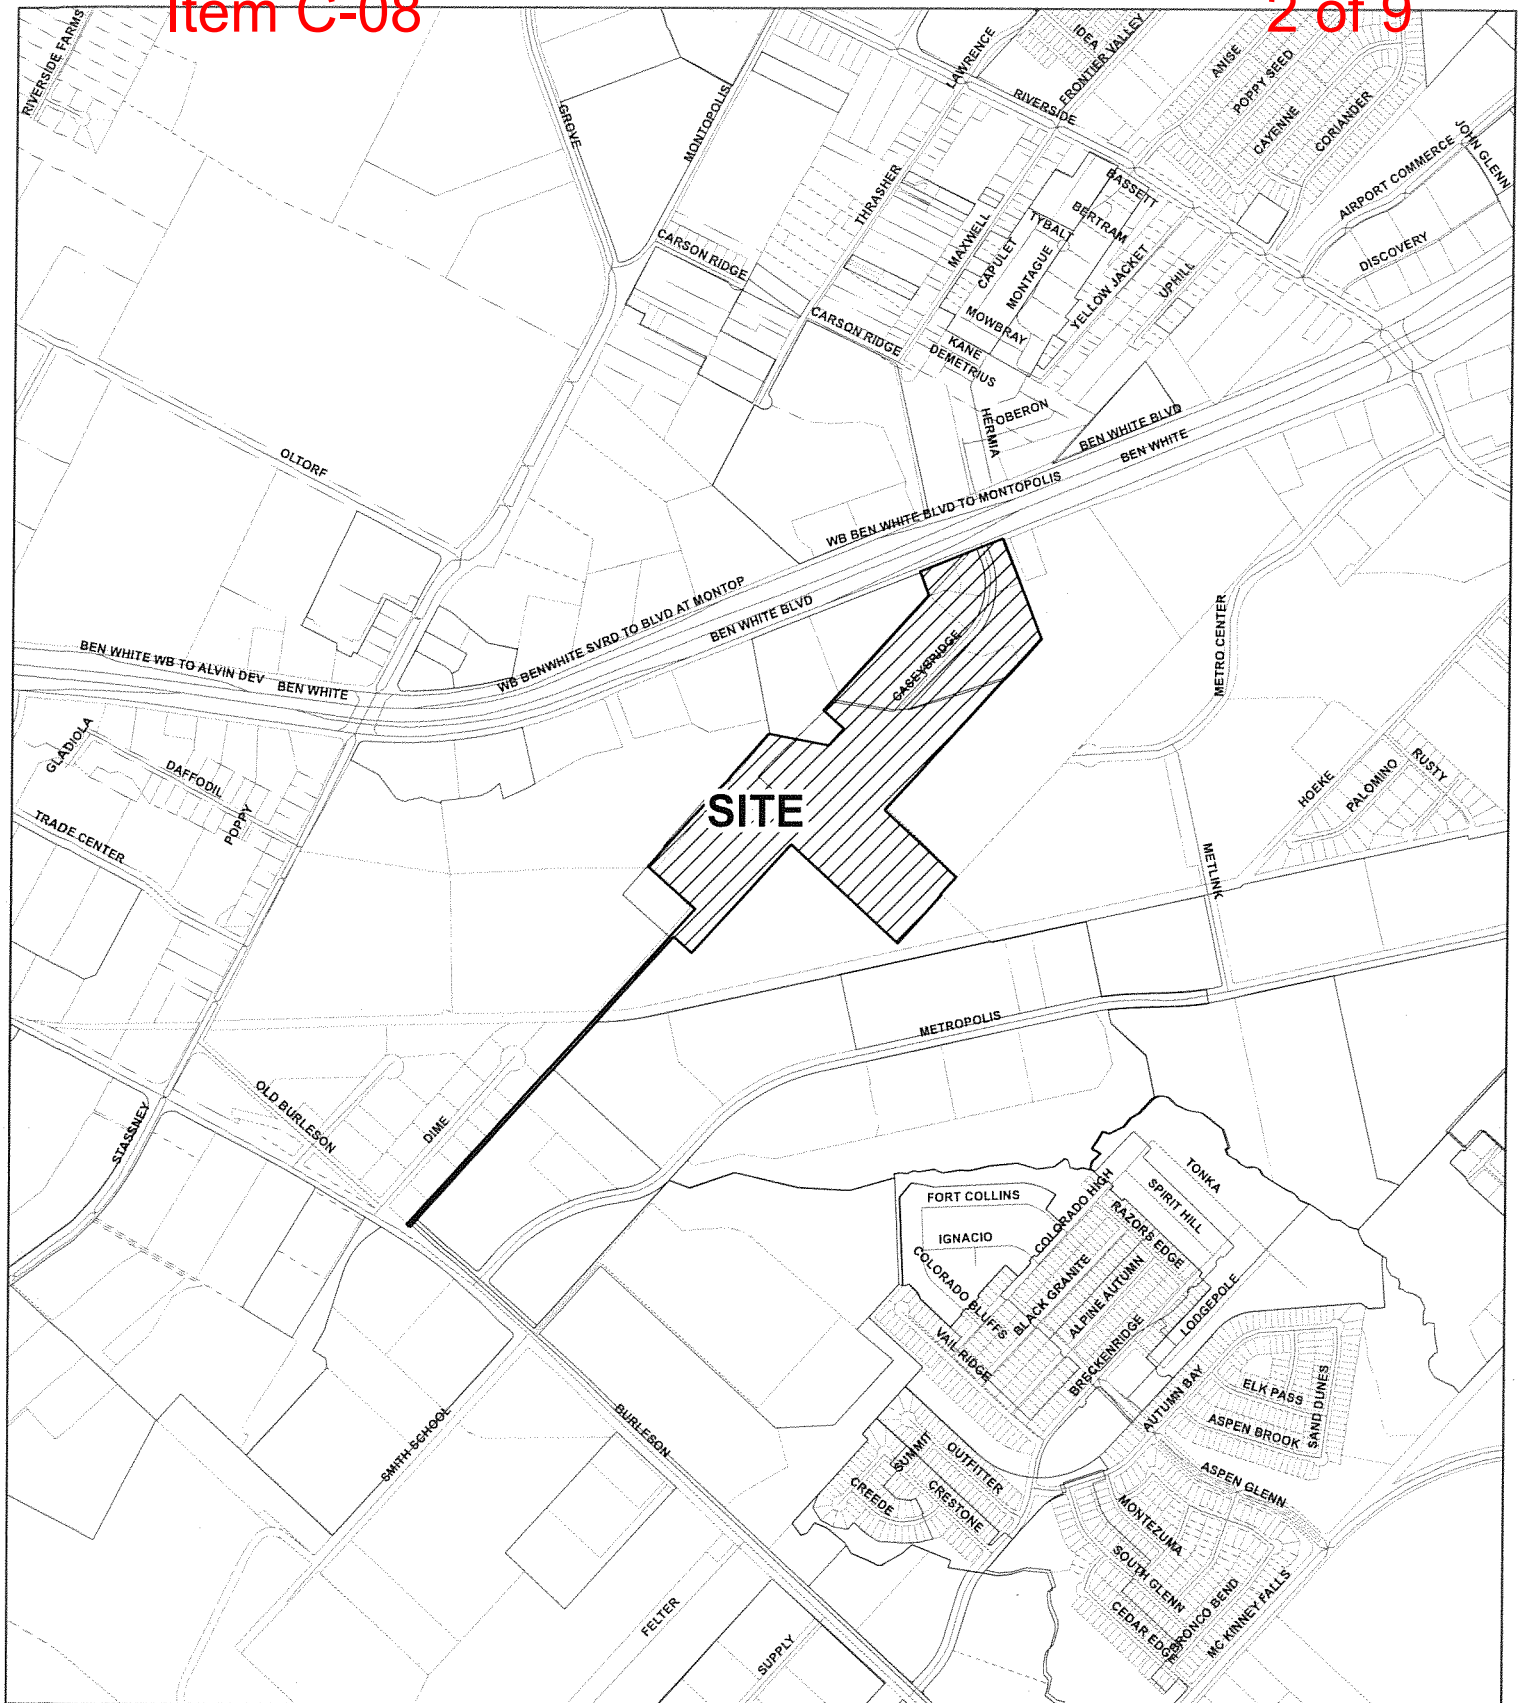 Item C-08
2 of 9
RIVERSIDE FARMS
GROVE
MONTOPOLIS
LAWRENCE
IDEA
FRONTIER VALLEY
RIVERSIDE
ANISE
POPPY SEED
CAYENNE
CORIANDER
JOHN GLENN
AIRPORT COMMERCE
DISCOVERY
THRASHER
CARSON RIDGE
MAXWELL
CAPULET
TYBALT
BASSETT
BERTRAM
MONTAGUE
YELLOW JACKET
UPHILL
MOWBRAY
CARSON RIDGE
KANE
DEMETRIUS
HERMIA
OBERON
BEN WHITE BLVD
BEN WHITE
OLTORF
WB BEN WHITE BLVD TO MONTOPOLIS
WB BENWHITE SVRD TO BLVD AT MONTOP
BEN WHITE BLVD
BEN WHITE WB TO ALVIN DEV
BEN WHITE
CASEYBRIDGE
METRO CENTER
GLADIOLA
DAFFODIL
POPPY
TRADE CENTER
SITE
HOEKE
PALOMINO
RUSTY
METLINK
METROPOLIS
OLD BURLESON
DIME
STASSNEY
FORT COLLINS
IGNACIO
COLORADO HIGH
TONKA
SPIRIT HILL
RAZORS EDGE
COLORADO BLUFFS
BLACK GRANITE
ALPINE AUTUMN
LODGEPOLE
VAIL RIDGE
BRECKENRIDGE
AUTUMN BAY
ELK PASS
SAND DUNES
ASPEN BROOK
SMITH SCHOOL
BURLESON
SUMMIT
OUTFITTER
CREEDE
CRESTONE
ASPEN GLENN
MONTEZUMA
SOUTH GLENN
CEDAR EDGE
BRONCO BEND
MC KINNEY FALLS
FELTER
SUPPLY